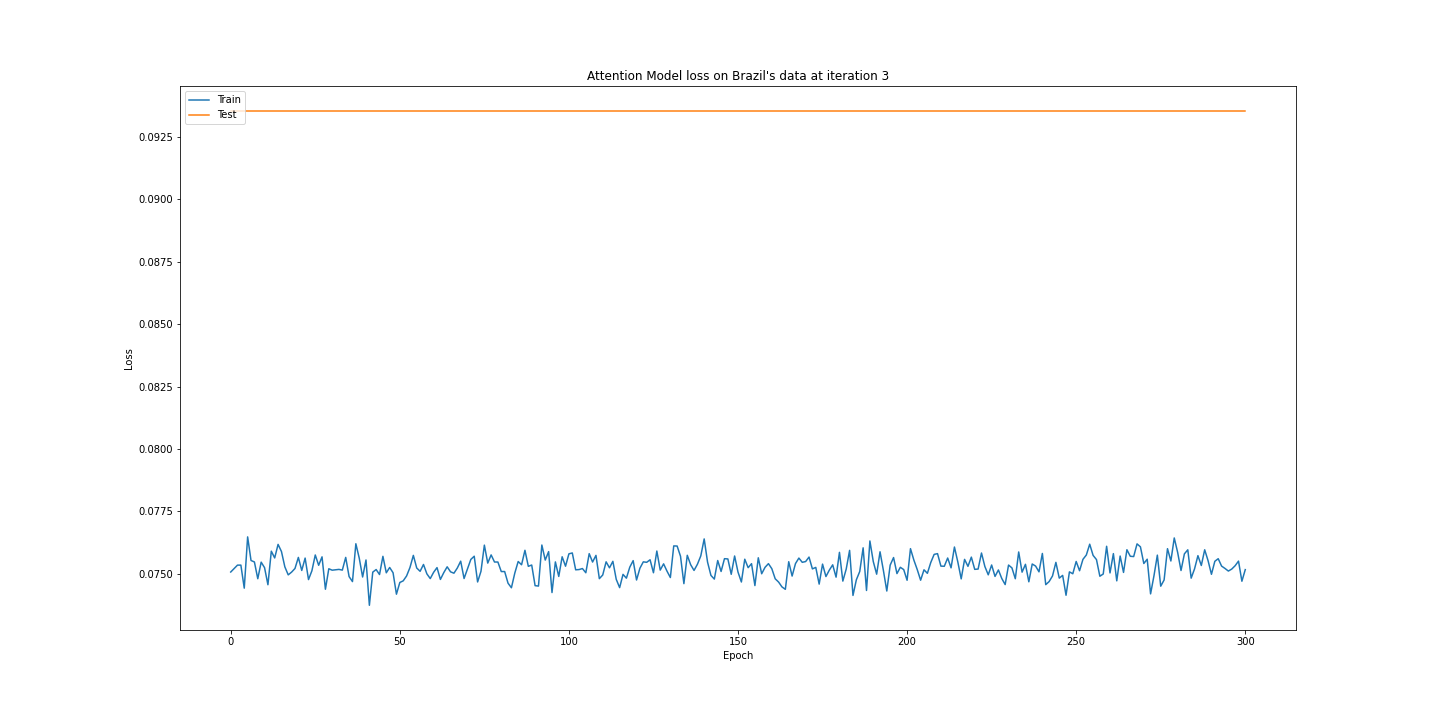 Attention Model loss on Brazil's data at iteration 3
Train
Test
0.0925
0.0900
0.0875
0.0850
0.0825
0.0800
0.0775
0.0750
Loss
0 50 100 150 200 250 300
Epoch